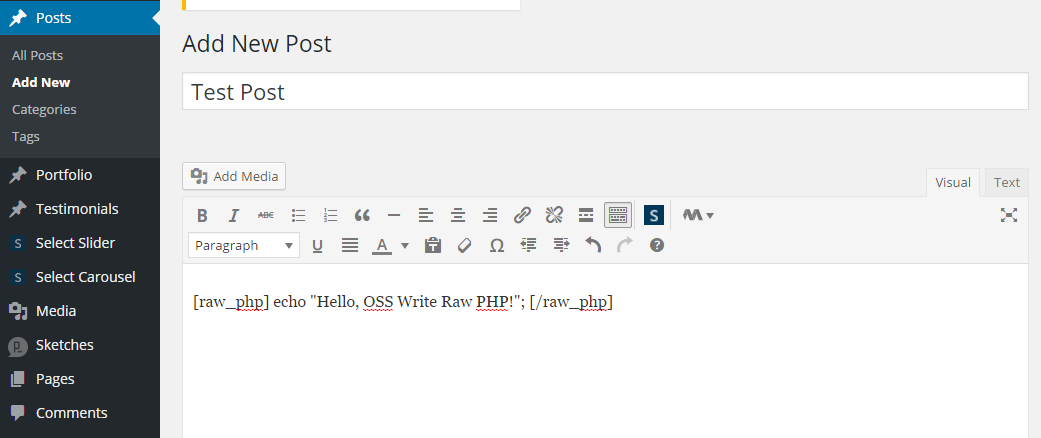 Posts
All Posts
Add New
Categories
Tags
Portfolio
Testimonials
Select Slider
Select Carousel
Media
Sketches
Pages
Comments
Add New Post
Test Post
Add Media
Visual Text
B I ABC S
Paragraph U A Ω
[raw_php] echo "Hello, OSS Write Raw PHP!"; [/raw_php]